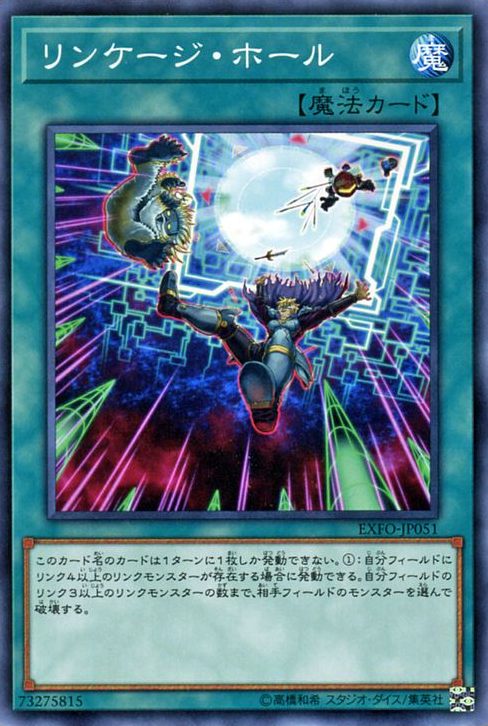 リンケージ・ホール
魔
【魔法カード】
EXFO-JP051
このカード名のカードは１ターンに１枚しか発動できない。①：自分フィールドに
リンク４以上のリンクモンスターが存在する場合に発動できる。自分フィールドの
リンク３以上のリンクモンスターの数まで、相手フィールドのモンスターを選んで
破壊する。
73275815
©高橋和希 スタジオ・ダイス/集英社